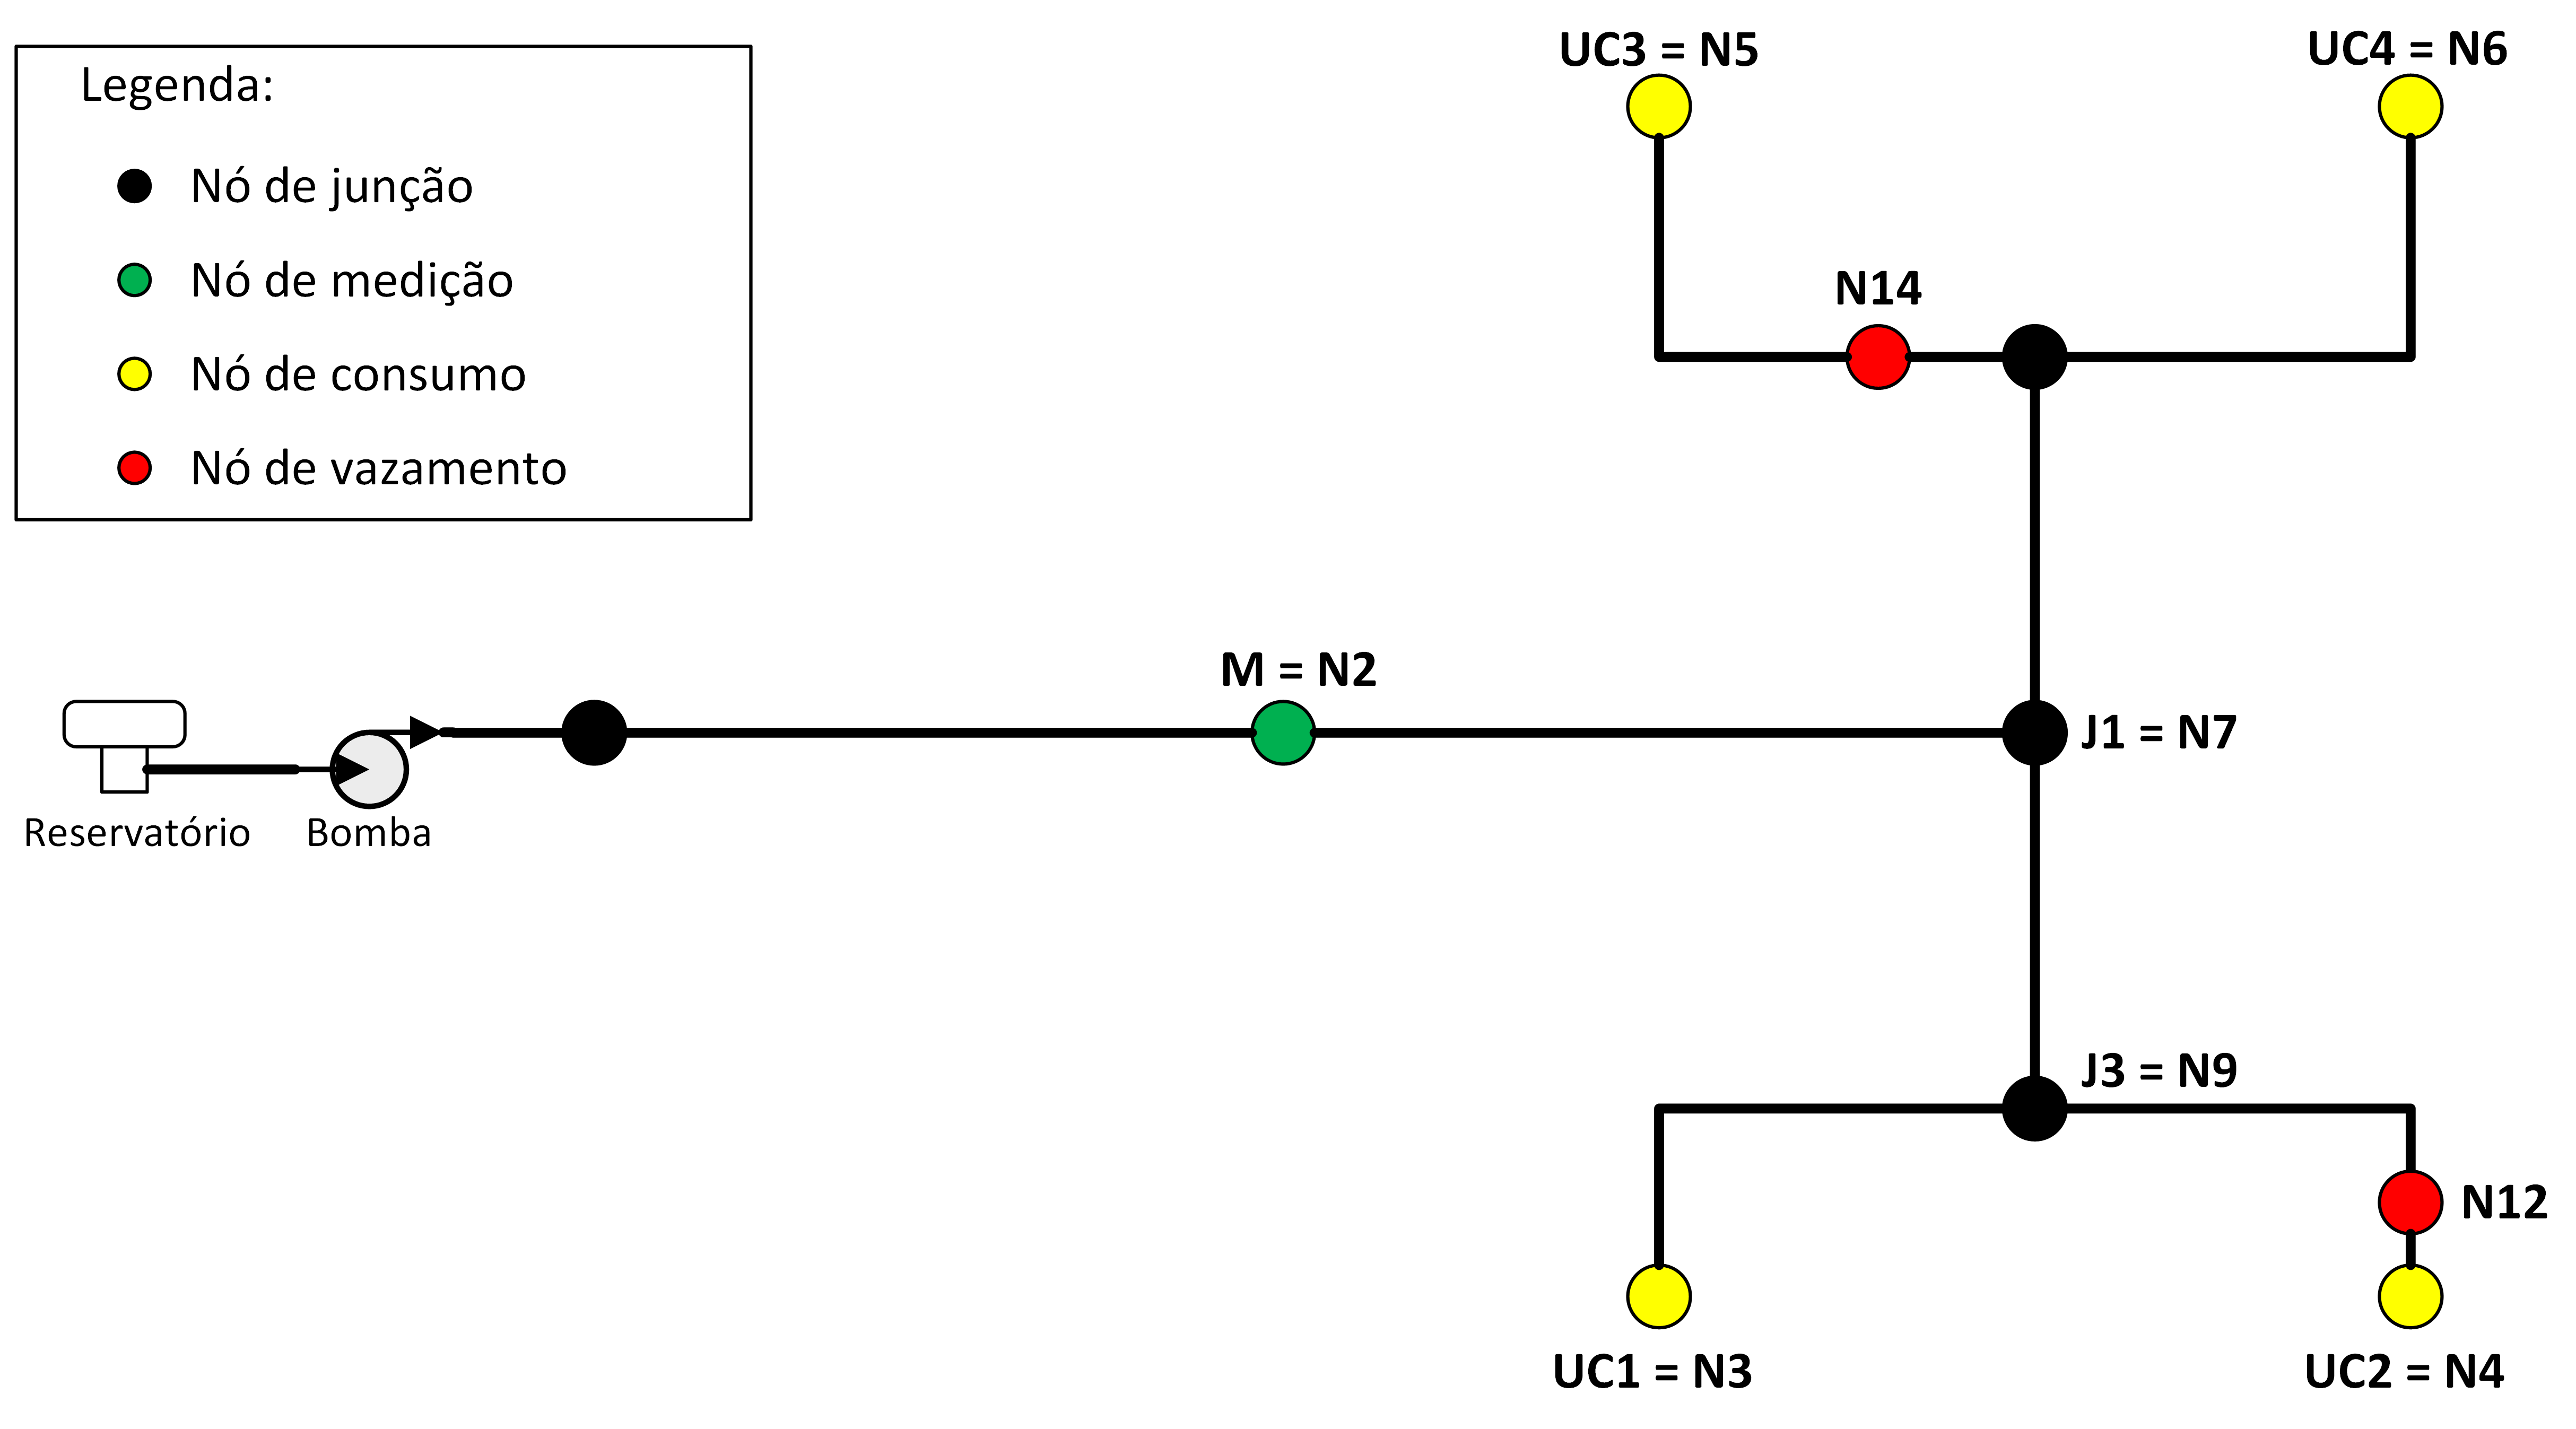 Legenda:
Nó de junção
Nó de medição
Nó de consumo
Nó de vazamento
UC3 = N5
UC4 = N6
N14
M = N2
J1 = N7
Reservatório
Bomba
J3 = N9
N12
UC1 = N3
UC2 = N4